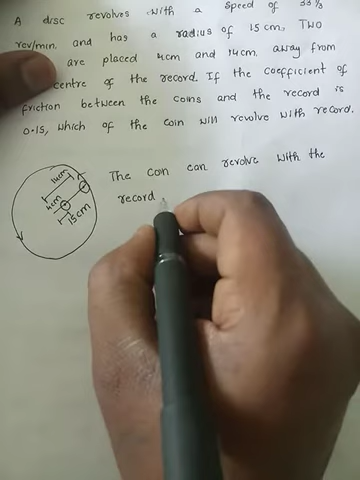 A disc revolves with a speed of 33⅓
rev/min, and has a radius of 15 cm, Two
are placed 4cm and 14cm away from
centre of the record. If the coefficient of
friction between the coins and the record is
0.15, which of the coin will revolve with record.
14cm
4cm
15cm
The coin can revolve with the
record